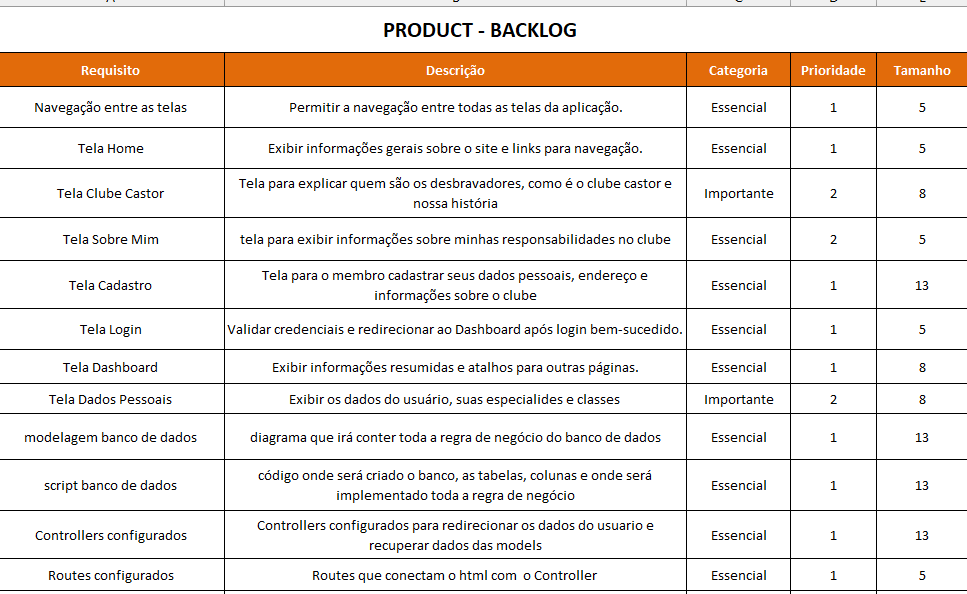 PRODUCT - BACKLOG
Requisito Descrição Categoria Prioridade Tamanho
Navegação entre as telas Permitir a navegação entre todas as telas da aplicação. Essencial 1 5
Tela Home Exibir informações gerais sobre o site e links para navegação. Essencial 1 5
Tela Clube Castor Tela para explicar quem são os desbravadores, como é o clube castor e
nossa história Importante 2 8
Tela Sobre Mim tela para exibir informações sobre minhas responsabilidades no clube Essencial 2 5
Tela Cadastro Tela para o membro cadastrar seus dados pessoais, endereço e
informações sobre o clube Essencial 1 13
Tela Login Validar credenciais e redirecionar ao Dashboard após login bem-sucedido. Essencial 1 5
Tela Dashboard Exibir informações resumidas e atalhos para outras páginas. Essencial 1 8
Tela Dados Pessoais Exibir os dados do usuário, suas especialides e classes Importante 2 8
modelagem banco de dados diagrama que irá conter toda a regra de negócio do banco de dados Essencial 1 13
script banco de dados código onde será criado o banco, as tabelas, colunas e onde será
implementado toda a regra de negócio Essencial 1 13
Controllers configurados Controllers configurados para redirecionar os dados do usuario e
recuperar dados das models Essencial 1 13
Routes configurados Routes que conectam o html com o Controller Essencial 1 5